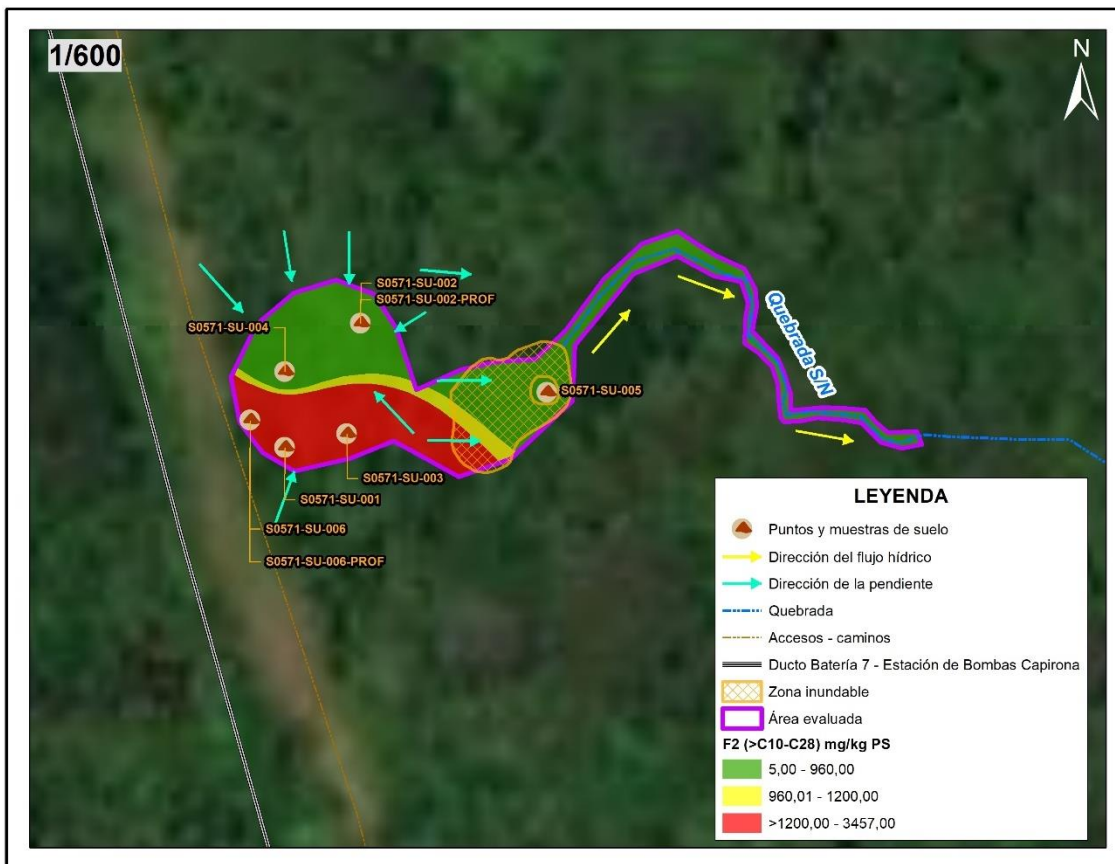 1/600
N
S0571-SU-002
S0571-SU-002-PROF
S0571-SU-004
Quebrada S/N
S0571-SU-005
S0571-SU-003
S0571-SU-001
S0571-SU-006
S0571-SU-006-PROF
LEYENDA
Puntos y muestras de suelo
Dirección del flujo hídrico
Dirección de la pendiente
Quebrada
Accesos - caminos
Ducto Batería 7 - Estación de Bombas Capirona
Zona inundable
Área evaluada
F2 (>C10-C28) mg/kg PS
5,00 - 960,00
960,01 - 1200,00
>1200,00 - 3457,00